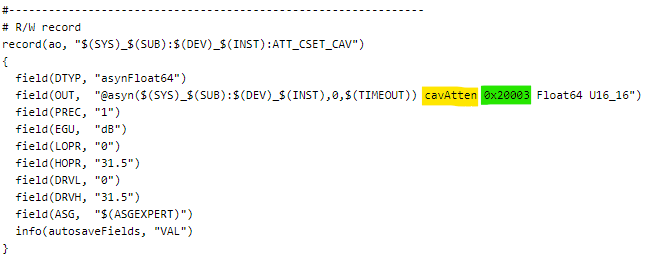 #---------------------------------------------------------------
# R/W record
record(ao, "$(SYS)_$(SUB):$(DEV)_$(INST):ATT_CSET_CAV")
{
  field(DTYP, "asynFloat64")
  field(OUT,  "@asyn($(SYS)_$(SUB):$(DEV)_$(INST),0,$(TIMEOUT)) cavAtten 0x20003 Float64 U16_16")
  field(PREC, "1")
  field(EGU,  "dB")
  field(LOPR, "0")
  field(HOPR, "31.5")
  field(DRVL, "0")
  field(DRVH, "31.5")
  field(ASG,  "$(ASGEXPERT)")
  info(autosaveFields, "VAL")
}